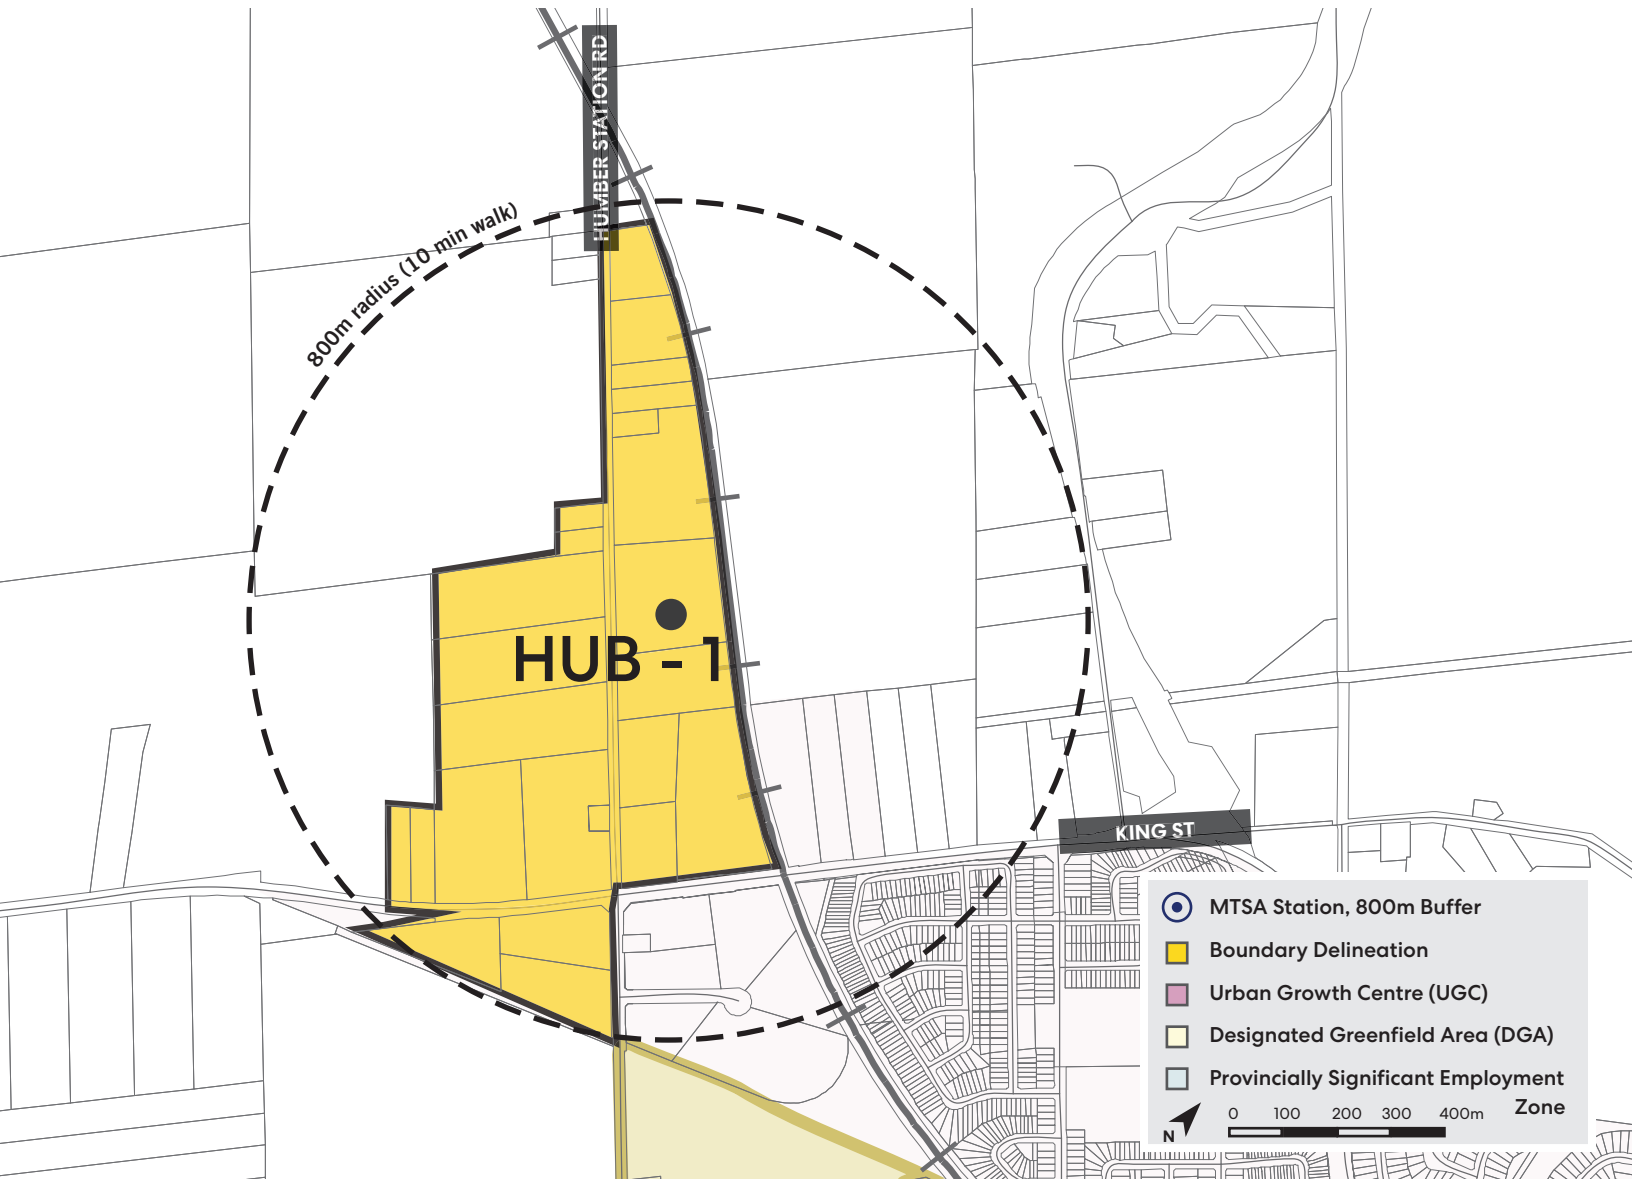 HUMBER STATION RD
800m radius (10 min walk)
HUB - 1
KING ST
MTSA Station, 800m Buffer
Boundary Delineation
Urban Growth Centre (UGC)
Designated Greenfield Area (DGA)
Provincially Significant Employment
Zone
0 100 200 300 400m
N